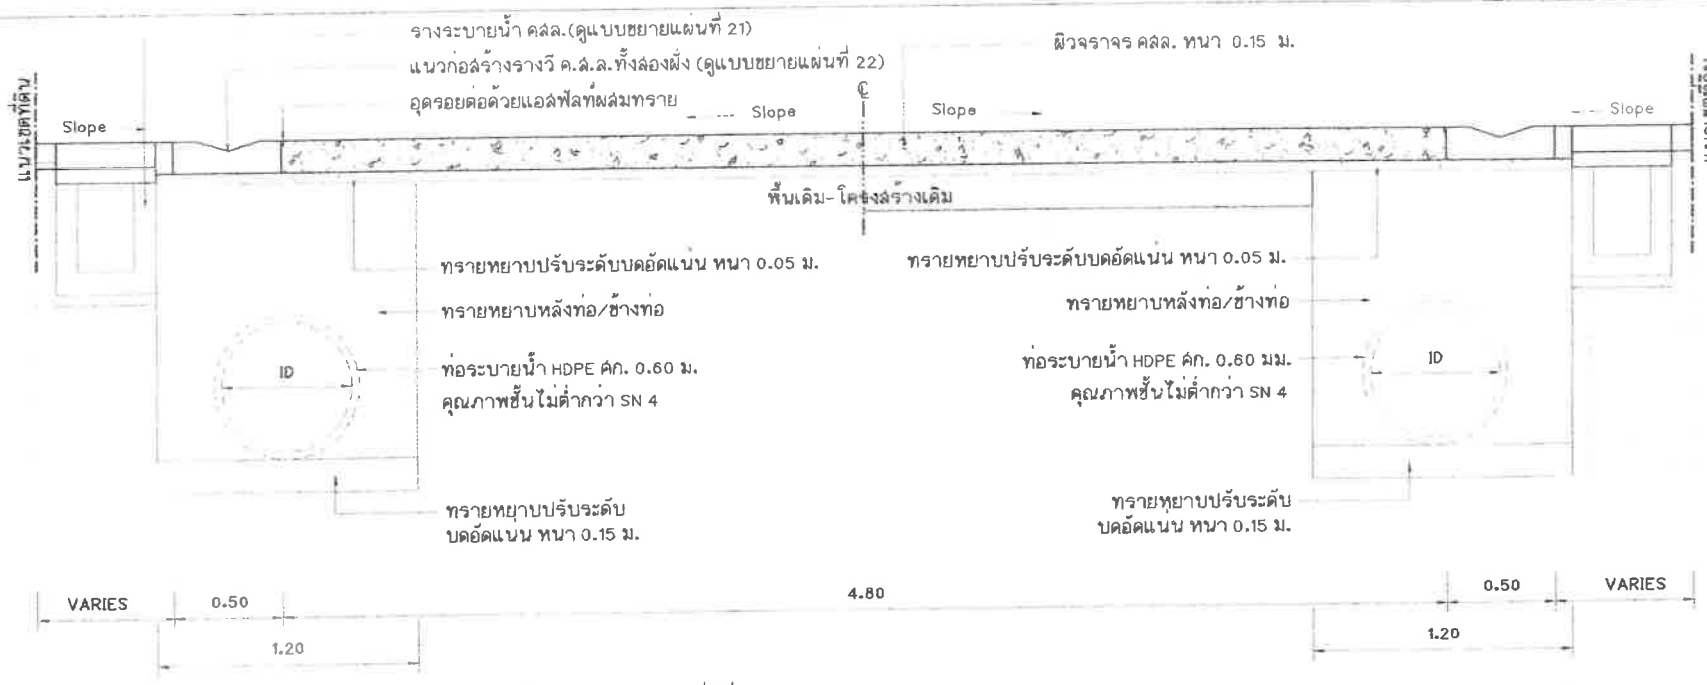 รางระบายน้ำ คสล.(ดูแบบขยายแผ่นที่ 21)
ผิวจราจร คสล. หนา 0.15 ม.
แนวก่อสร้างรางวี ค.ส.ล.ทั้งสองฝั่ง (ดูแบบขยายแผ่นที่ 22)
อุดรอยต่อด้วยแอสฟัลท์ผสมทราย
แนวเขตที่ดิน
Slope
Slope
Slope
Slope
พื้นเดิม-โครงสร้างเดิม
ทรายหยาบปรับระดับบดอัดแน่น หนา 0.05 ม.
ทรายหยาบปรับระดับบดอัดแน่น หนา 0.05 ม.
ทรายหยาบหลังท่อ/ข้างท่อ
ทรายหยาบหลังท่อ/ข้างท่อ
ID
ท่อระบายน้ำ HDPE ศก. 0.60 ม.
คุณภาพชั้นไม่ต่ำกว่า SN 4
ท่อระบายน้ำ HDPE ศก. 0.60 มม.
คุณภาพชั้นไม่ต่ำกว่า SN 4
ID
ทรายหยาบปรับระดับ
บดอัดแน่น หนา 0.15 ม.
ทรายหยาบปรับระดับ
บดอัดแน่น หนา 0.15 ม.
VARIES
0.50
4.80
0.50
VARIES
1.20
1.20